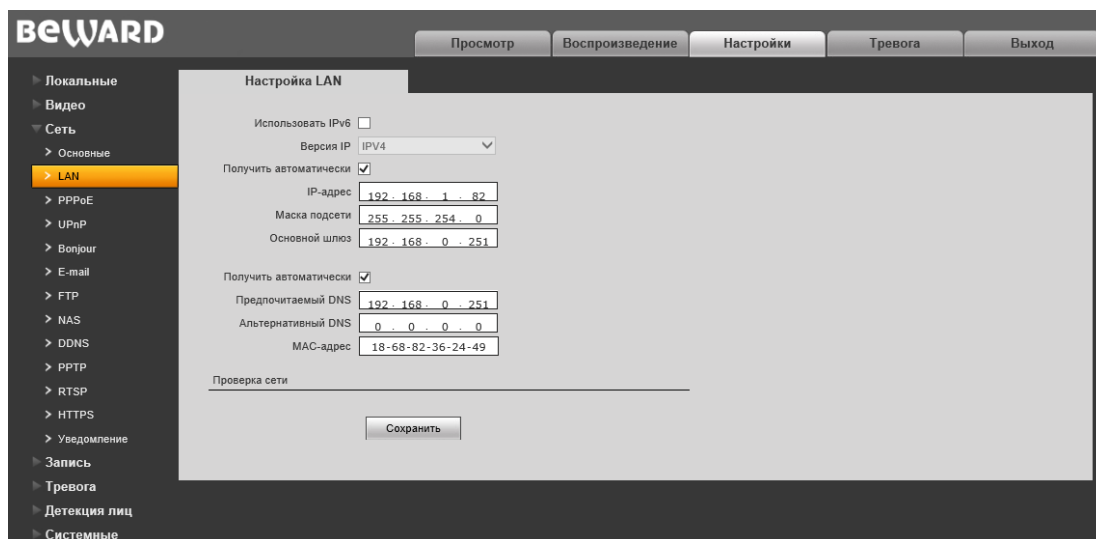 BEWARD
Просмотр
Воспроизведение
Настройки
Тревога
Выход
Локальные
Видео
Сеть
Основные
LAN
PPPoE
UPnP
Bonjour
E-mail
FTP
NAS
DDNS
PPTP
RTSP
HTTPS
Уведомление
Запись
Тревога
Детекция лиц
Системные
Настройка LAN
Использовать IPv6
Версия IP IPV4
Получить автоматически
IP-адрес 192 . 168 . 1 . 82
Маска подсети 255 . 255 . 254 . 0
Основной шлюз 192 . 168 . 0 . 251
Получить автоматически
Предпочитаемый DNS 192 . 168 . 0 . 251
Альтернативный DNS 0 . 0 . 0 . 0
MAC-адрес 18-68-82-36-24-49
Проверка сети
Сохранить